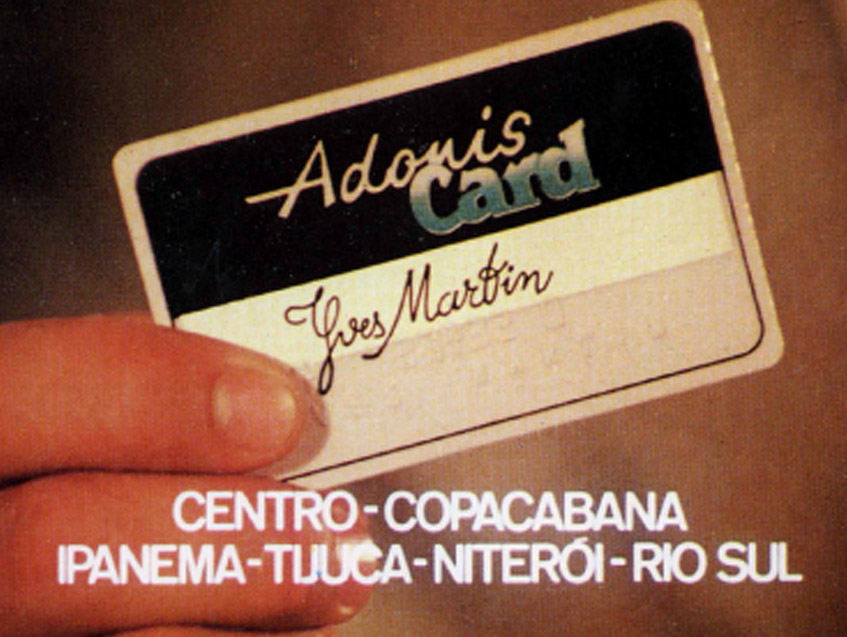 Adonis
Card
Yves Martin
CENTRO-COPACABANA
IPANEMA-TIJUCA-NITERÓI-RIO SUL